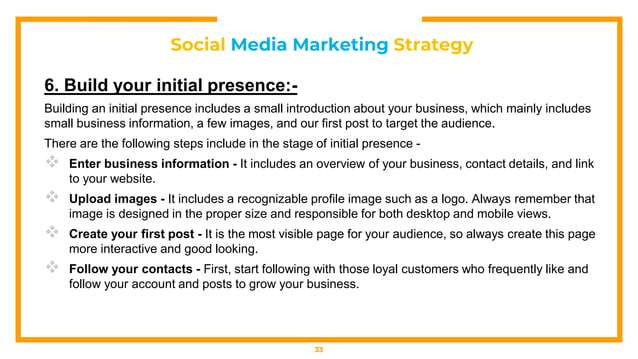 Social Media Marketing Strategy
6. Build your initial presence:-
Building an initial presence includes a small introduction about your business, which mainly includes
small business information, a few images, and our first post to target the audience.
There are the following steps include in the stage of initial presence -
Enter business information - It includes an overview of your business, contact details, and link
to your website.
Upload images - It includes a recognizable profile image such as a logo. Always remember that
image is designed in the proper size and responsible for both desktop and mobile views.
Create your first post - It is the most visible page for your audience, so always create this page
more interactive and good looking.
Follow your contacts - First, start following with those loyal customers who frequently like and
follow your account and posts to grow your business.
33